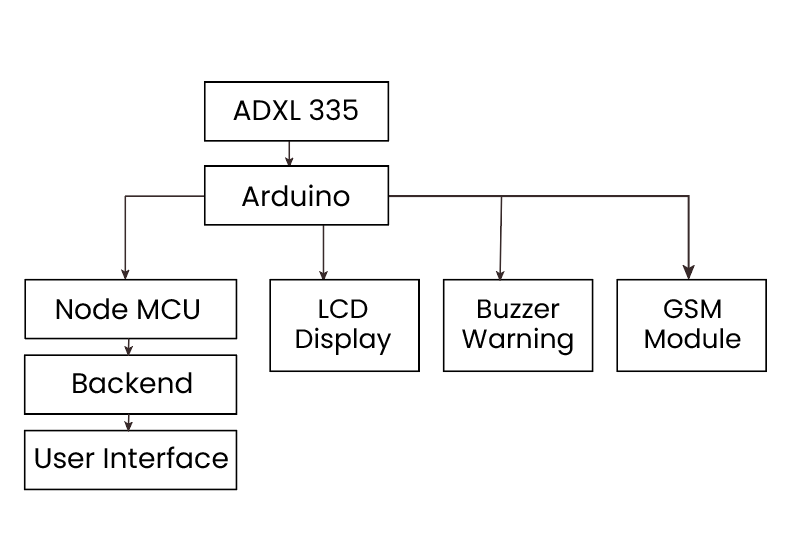 ADXL 335
Arduino
Node MCU
LCD
Display
Buzzer
Warning
GSM
Module
Backend
User Interface